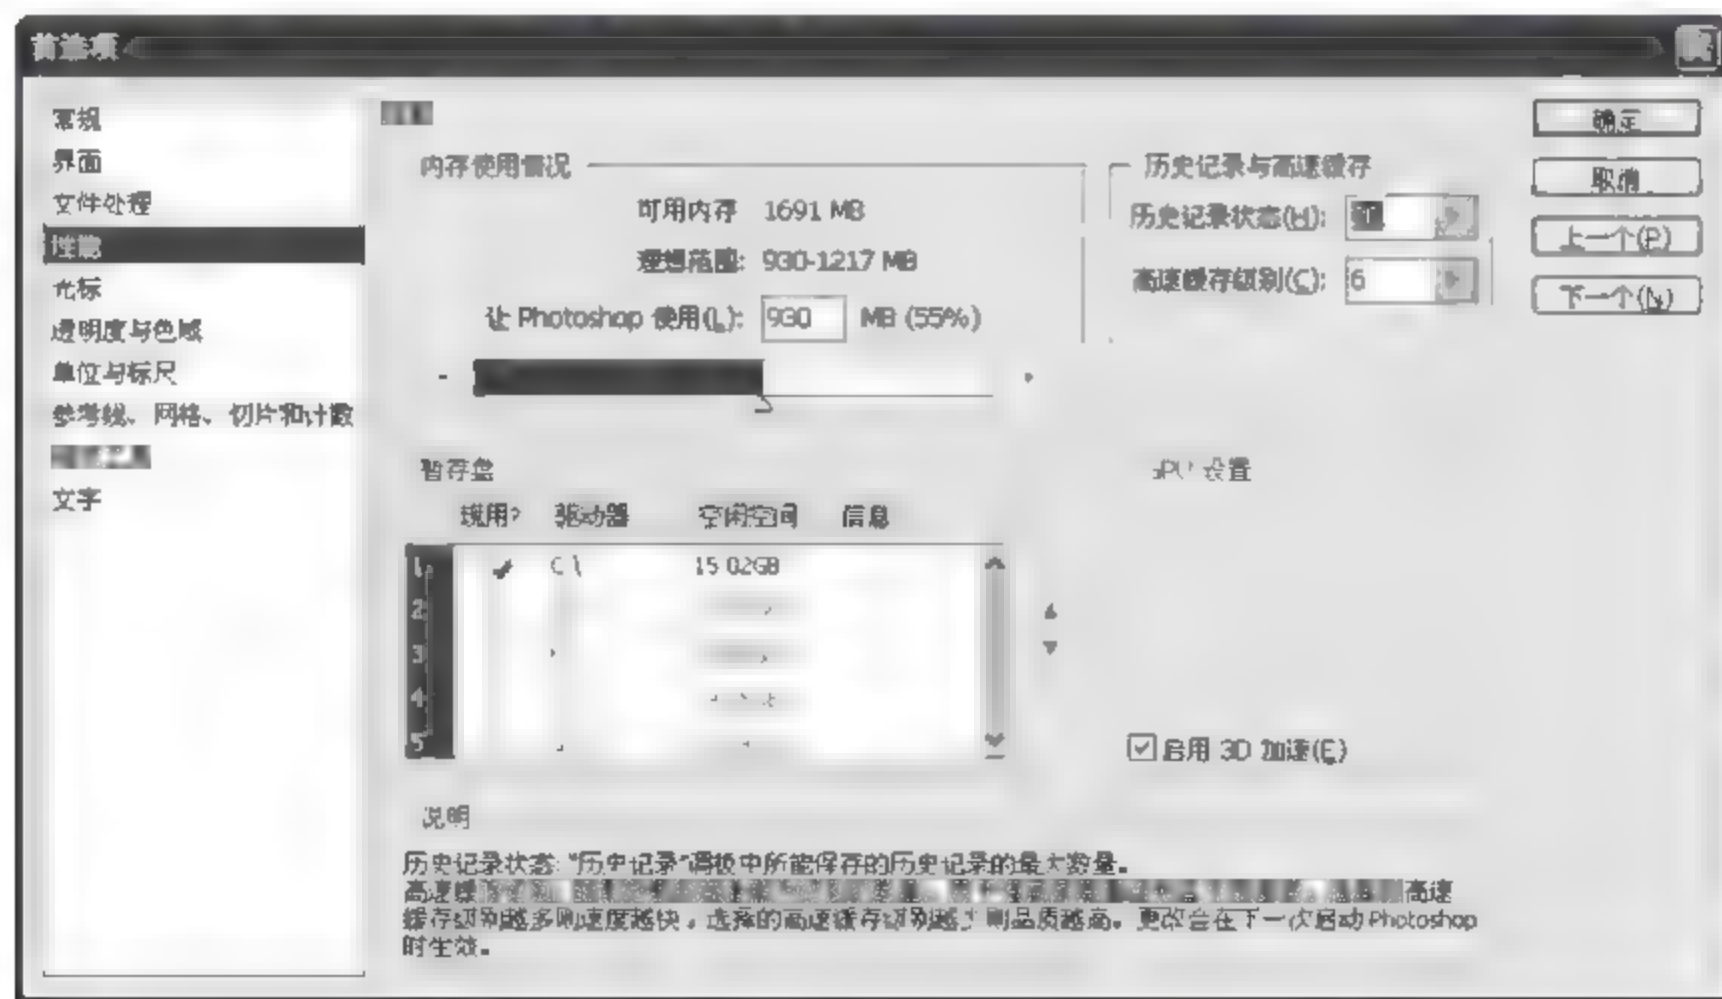 首选项
常规
界面
文件处理
性能
光标
透明度与色域
单位与标尺
参考线、网格、切片和计数
文字
内存使用情况
可用内存 1691 MB
理想范围: 930-1217 MB
让 Photoshop 使用(L): 930 MB (55%)
历史记录与高速缓存
历史记录状态(H):
高速缓存级别(C): 6
确定
取消
上一个(P)
下一个(N)
暂存盘
现用? 驱动器 空闲空间 信息
1 C:\ 15.02GB
2
3
4
5
GPU 设置
启用 3D 加速(E)
说明
历史记录状态:"历史记录"调板中所能保存的历史记录的最大数量。
高速缓 高速
缓存级别越多则速度越快,选择的高速缓存级别越少则品质越高。更改会在下一次启动 Photoshop
时生效。